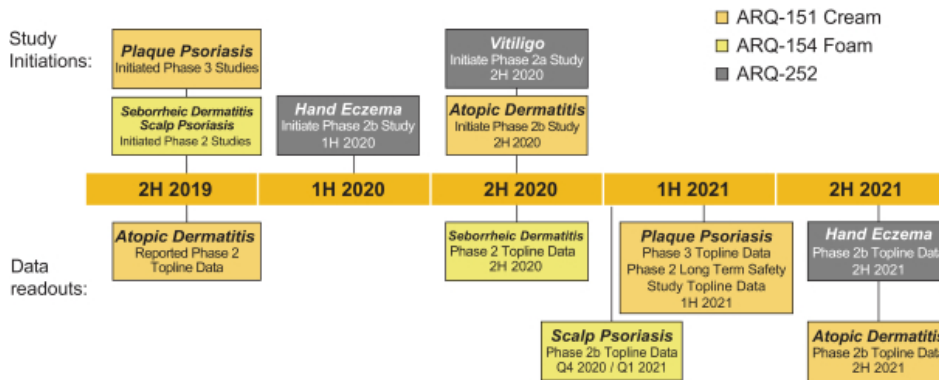 Study
Initiations:
Plaque Psoriasis
Initiated Phase 3 Studies
Seborrheic Dermatitis
Scalp Psoriasis
Initiated Phase 2 Studies
Hand Eczema
Initiate Phase 2b Study
1H 2020
Vitiligo
Initiate Phase 2a Study
2H 2020
Atopic Dermatitis
Initiate Phase 2b Study
2H 2020
ARQ-151 Cream
ARQ-154 Foam
ARQ-252
2H 2019
1H 2020
2H 2020
1H 2021
2H 2021
Data
readouts:
Atopic Dermatitis
Reported Phase 2
Topline Data
Seborrheic Dermatitis
Phase 2 Topline Data
2H 2020
Scalp Psoriasis
Phase 2b Topline Data
Q4 2020 / Q1 2021
Plaque Psoriasis
Phase 3 Topline Data
Phase 2 Long Term Safety
Study Topline Data
1H 2021
Hand Eczema
Phase 2b Topline Data
2H 2021
Atopic Dermatitis
Phase 2b Topline Data
2H 2021